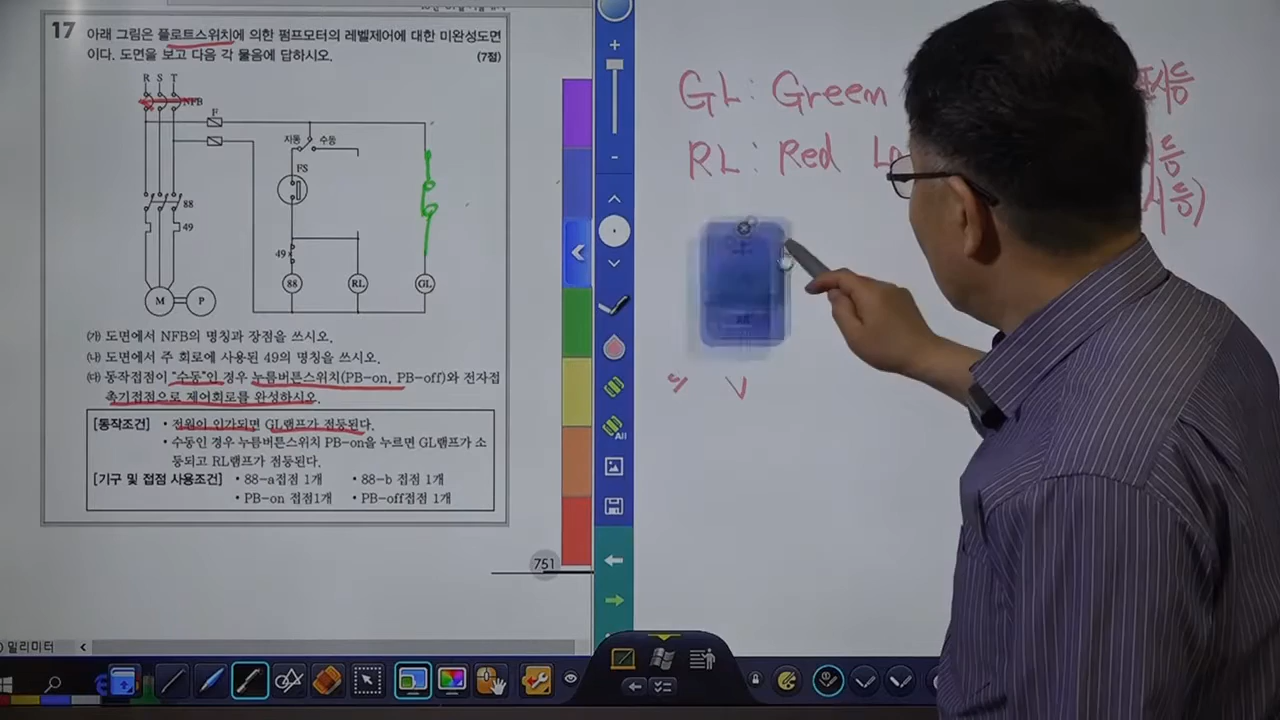 17 아래 그림은 플로트스위치에 의한 펌프모터의 레벨제어에 대한 미완성도면
이다. 도면을 보고 다음 각 물음에 답하시오. (7점)
R S T
NFB
F
자동 수동
FS
88
49
49
M P
88 RL GL
㈎ 도면에서 NFB의 명칭과 장점을 쓰시오.
㈏ 도면에서 주 회로에 사용된 49의 명칭을 쓰시오.
㈐ 동작접점이 "수동"인 경우 누름버튼스위치(PB-on, PB-off)와 전자접
촉기접점으로 제어회로를 완성하시오.
[동작조건] • 전원이 인가되면 GL램프가 점등된다.
• 수동인 경우 누름버튼스위치 PB-on을 누르면 GL램프가 소
등되고 RL램프가 점등된다.
[기구 및 접점 사용조건] • 88-a접점 1개 • 88-b 접점 1개
• PB-on 접점1개 • PB-off접점 1개
751
밀리미터
GL: Green 시등
RL: Red 등
시등)
All